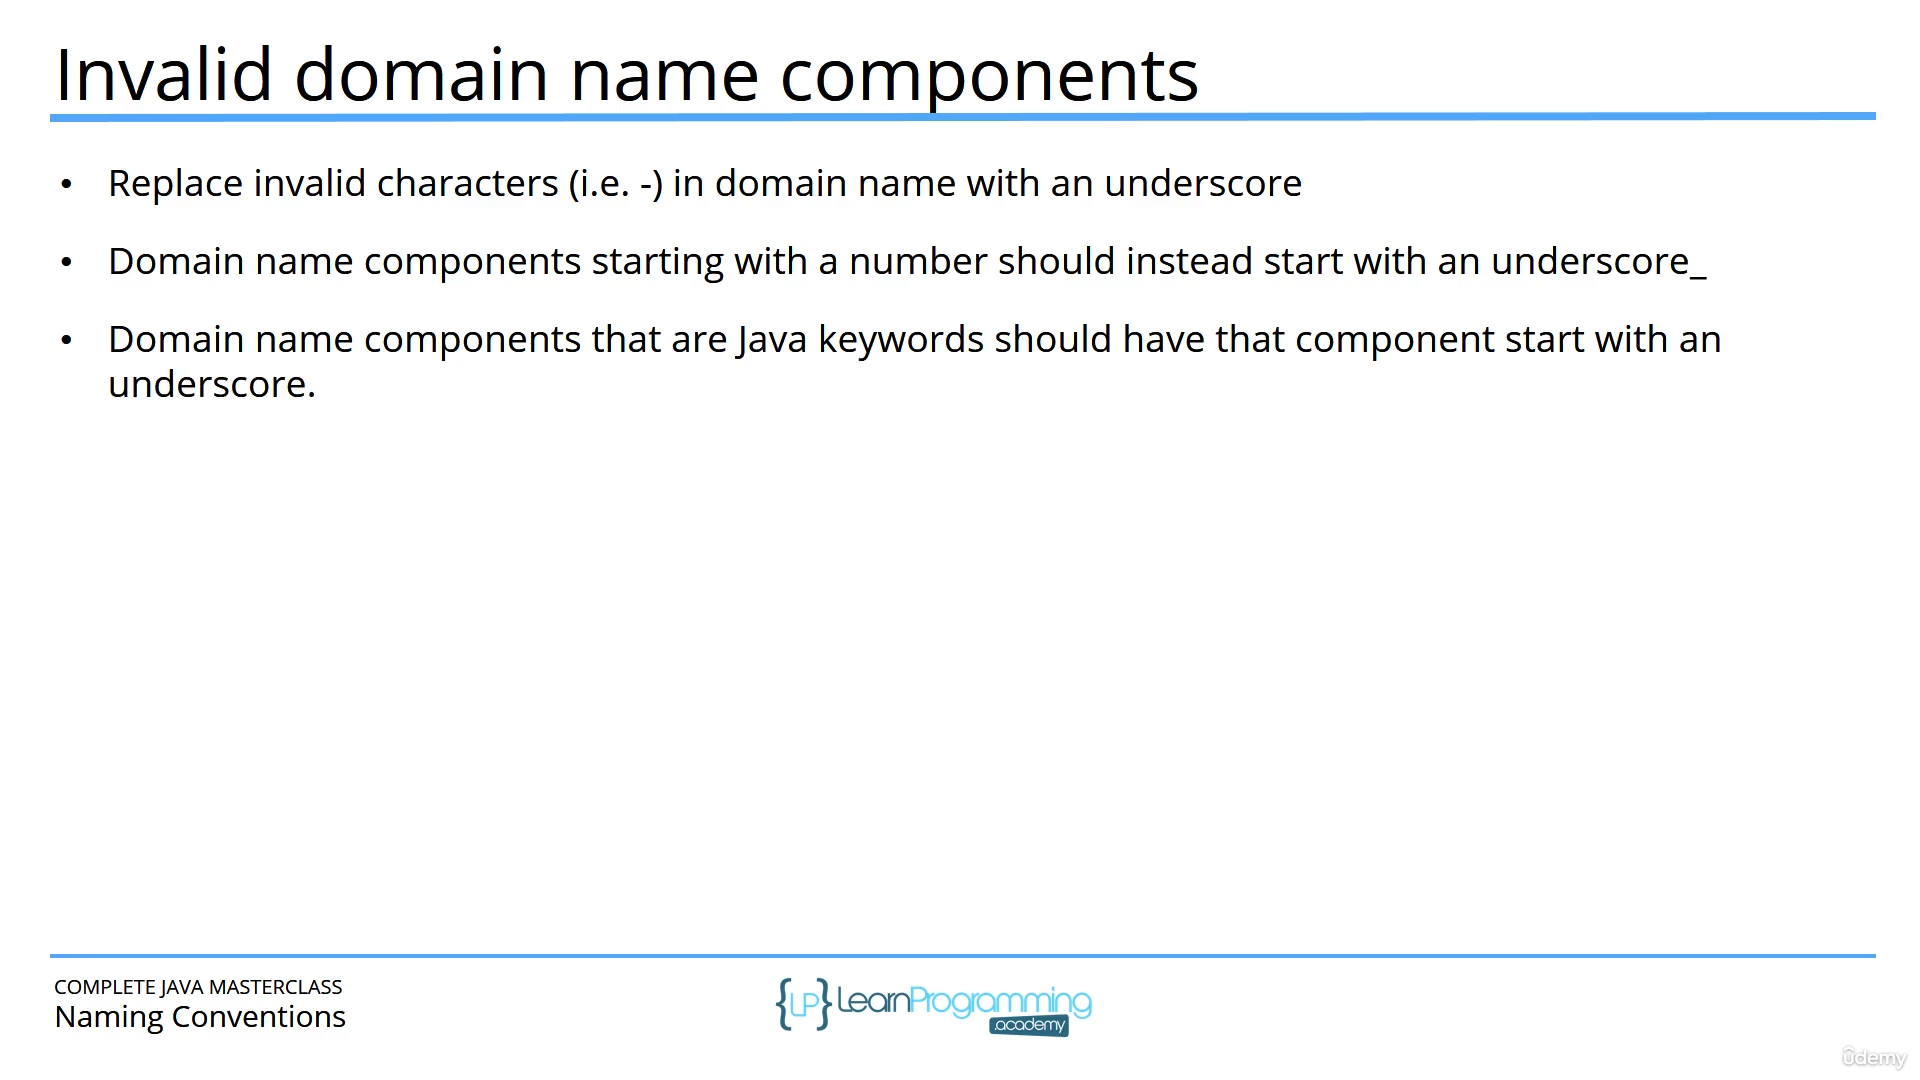 Invalid domain name components
• Replace invalid characters (i.e. -) in domain name with an underscore
• Domain name components starting with a number should instead start with an underscore_
• Domain name components that are Java keywords should have that component start with an
underscore.
COMPLETE JAVA MASTERCLASS
Naming Conventions
{LP} LearnProgramming
academy
ûdemy